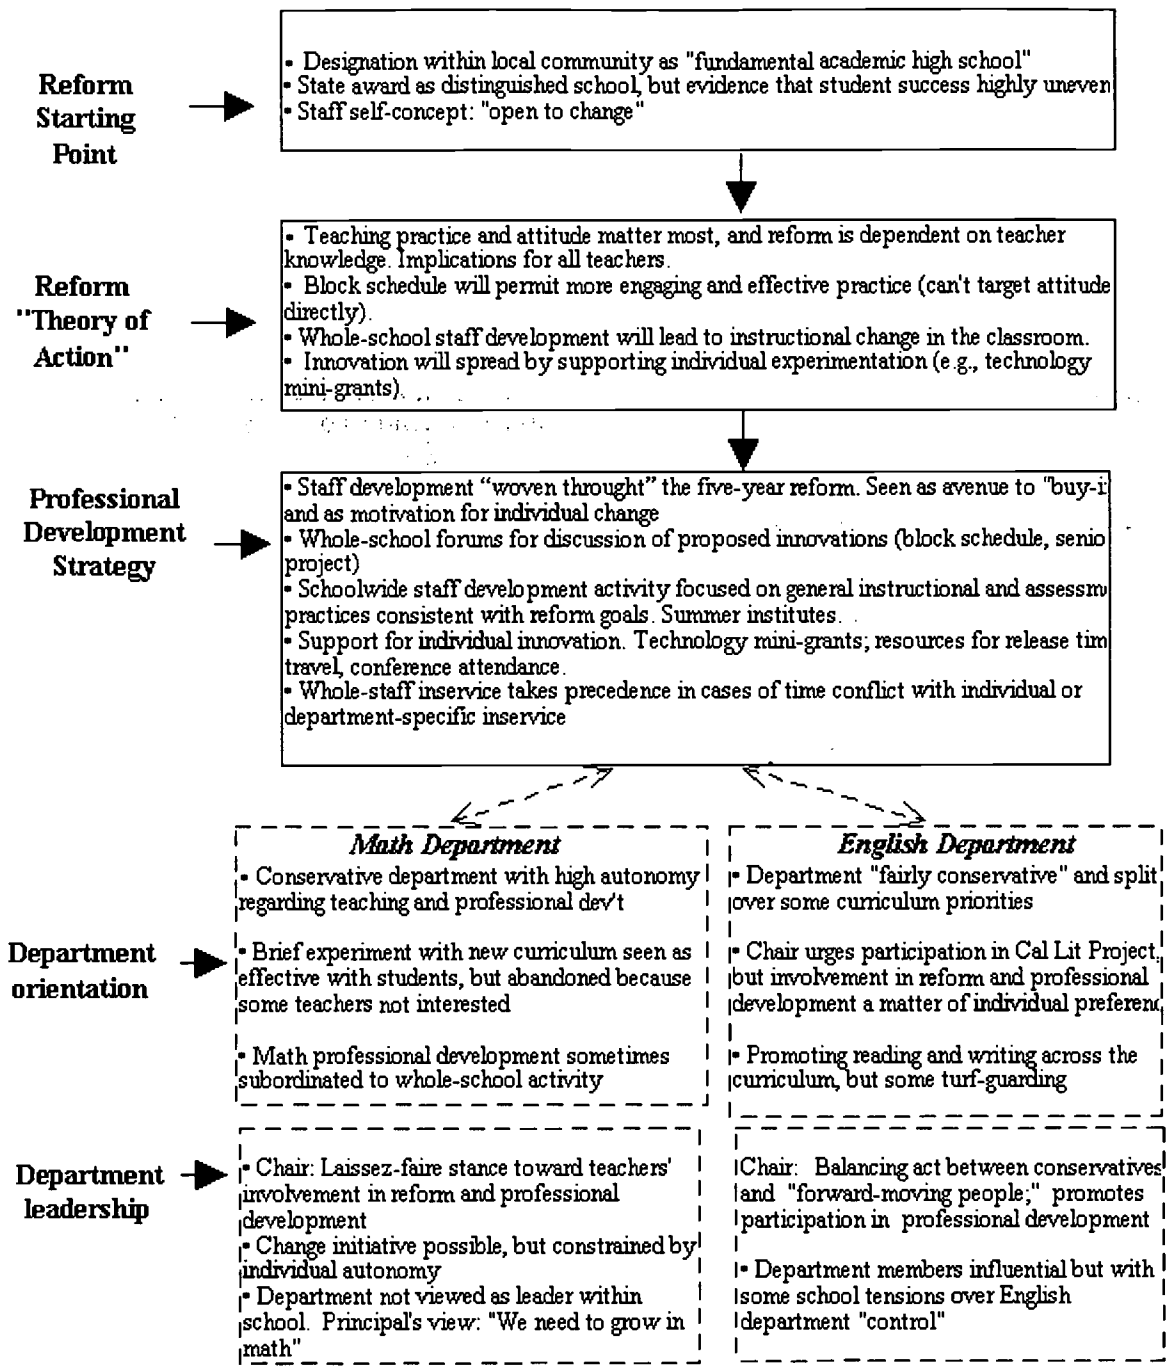 Reform
Starting
Point
▪ Designation within local community as "fundamental academic high school"
▪ State award as distinguished school, but evidence that student success highly uneven
▪ Staff self-concept: "open to change"
Reform
"Theory of
Action"
▪ Teaching practice and attitude matter most, and reform is dependent on teacher
knowledge. Implications for all teachers.
▪ Block schedule will permit more engaging and effective practice (can't target attitude
directly).
▪ Whole-school staff development will lead to instructional change in the classroom.
▪ Innovation will spread by supporting individual experimentation (e.g., technology
mini-grants).
Professional
Development
Strategy
▪ Staff development “woven throught” the five-year reform. Seen as avenue to "buy-i
and as motivation for individual change
▪ Whole-school forums for discussion of proposed innovations (block schedule, senio
project)
▪ Schoolwide staff development activity focused on general instructional and assessm
practices consistent with reform goals. Summer institutes.
▪ Support for individual innovation. Technology mini-grants; resources for release tim
travel, conference attendance.
▪ Whole-staff inservice takes precedence in cases of time conflict with individual or
department-specific inservice
Department
orientation
Math Department
▪ Conservative department with high autonomy
regarding teaching and professional dev't
▪ Brief experiment with new curriculum seen as
effective with students, but abandoned because
some teachers not interested
▪ Math professional development sometimes
subordinated to whole-school activity
English Department
▪ Department "fairly conservative" and split
over some curriculum priorities
▪ Chair urges participation in Cal Lit Project,
but involvement in reform and professional
development a matter of individual preferenc
▪ Promoting reading and writing across the
curriculum, but some turf-guarding
Department
leadership
▪ Chair: Laissez-faire stance toward teachers'
involvement in reform and professional
development
▪ Change initiative possible, but constrained by
individual autonomy
▪ Department not viewed as leader within
school. Principal's view: "We need to grow in
math"
Chair: Balancing act between conservatives
and "forward-moving people;" promotes
participation in professional development
▪ Department members influential but with
some school tensions over English
department "control"